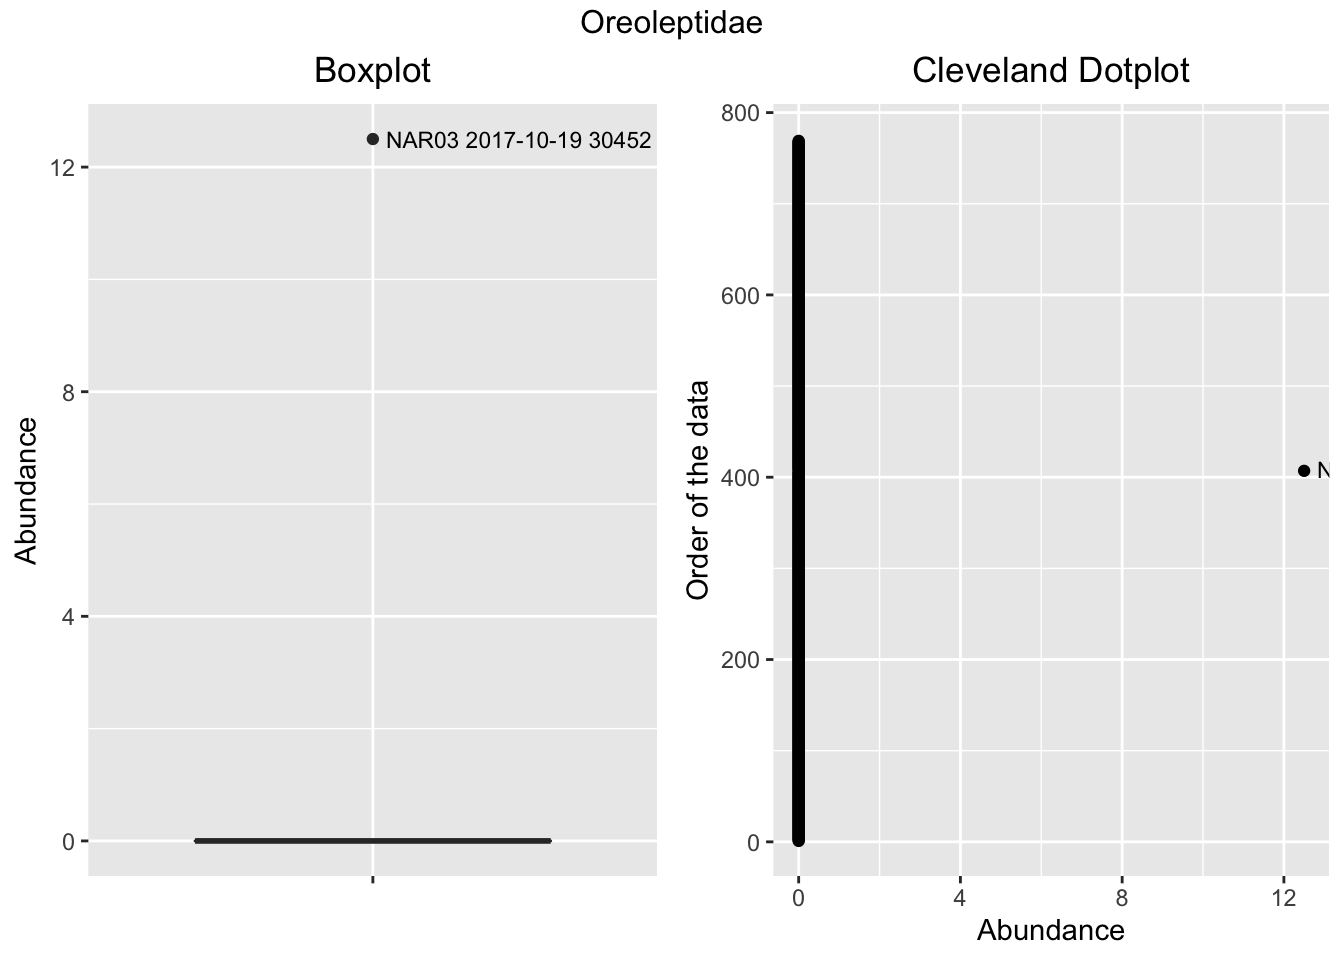 Oreoleptidae
Boxplot
Abundance
12
8
4
0
NAR03 2017-10-19 30452
Cleveland Dotplot
Order of the data
800
600
400
200
0
N
0 4 8 12
Abundance